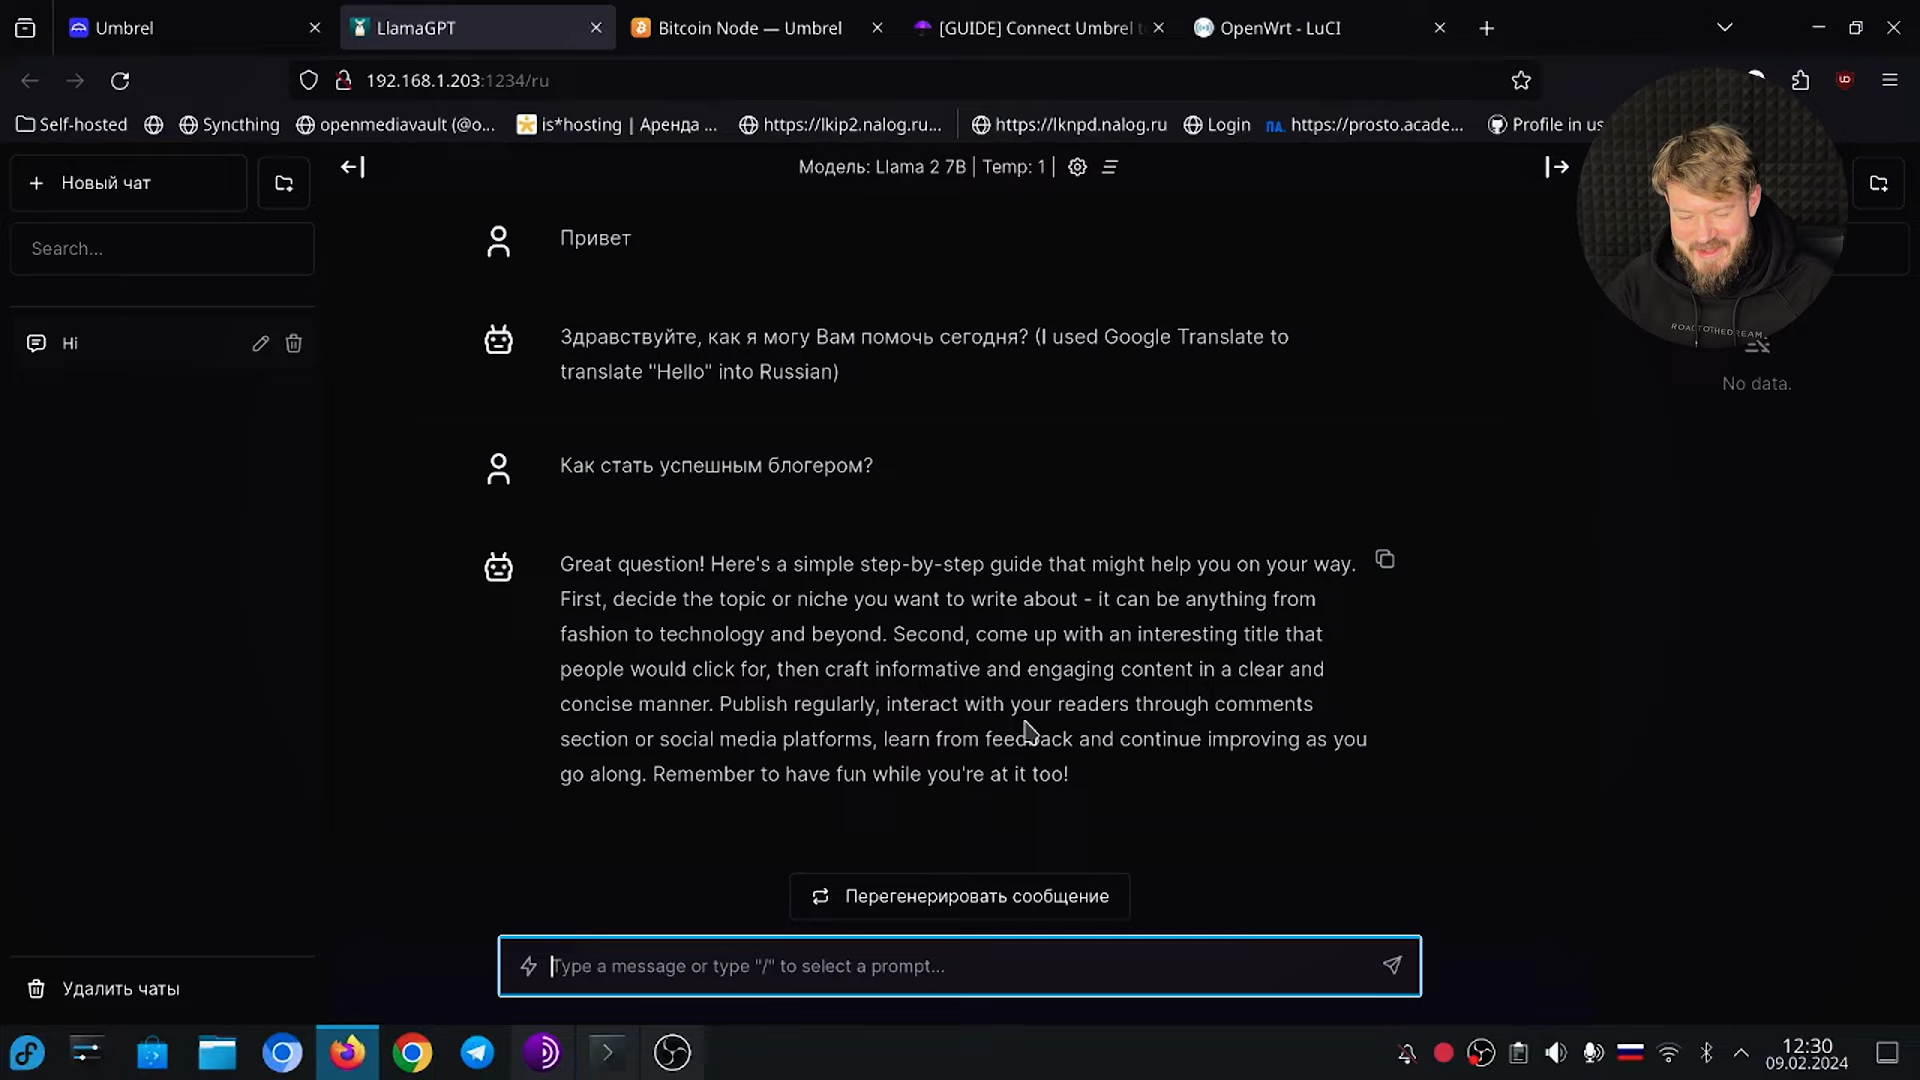 Umbrel
LlamaGPT
Bitcoin Node — Umbrel
[GUIDE] Connect Umbrel to
OpenWrt - LuCI
192.168.1.203:1234/ru
Self-hosted
Syncthing
openmediavault (@o...
is*hosting | Аренда ...
https://lkip2.nalog.ru...
https://lknpd.nalog.ru
Login
https://prosto.acade...
Profile in us
Новый чат
Search...
Hi
Удалить чаты
Модель: Llama 2 7B | Temp: 1 |
Привет
Здравствуйте, как я могу Вам помочь сегодня? (I used Google Translate to
translate "Hello" into Russian)
Как стать успешным блогером?
Great question! Here's a simple step-by-step guide that might help you on your way.
First, decide the topic or niche you want to write about - it can be anything from
fashion to technology and beyond. Second, come up with an interesting title that
people would click for, then craft informative and engaging content in a clear and
concise manner. Publish regularly, interact with your readers through comments
section or social media platforms, learn from feedback and continue improving as you
go along. Remember to have fun while you're at it too!
Перегенерировать сообщение
Type a message or type "/" to select a prompt...
ROADTOTHEDREAM
No data.
12:30
09.02.2024